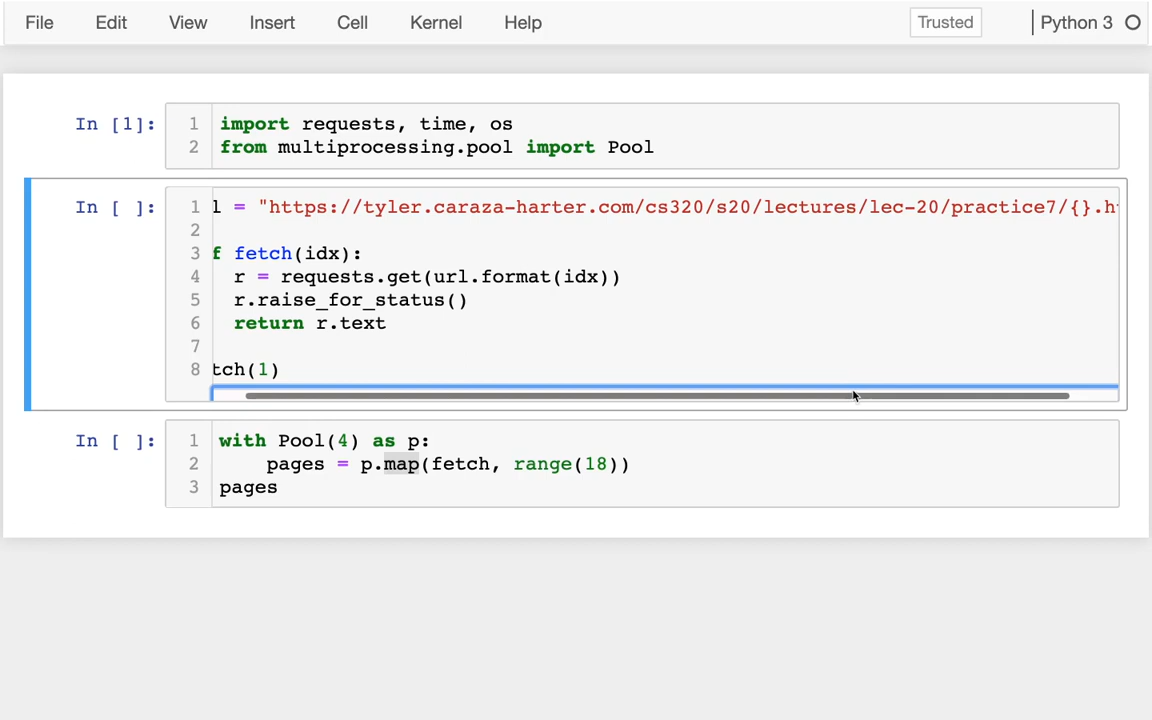 File Edit View Insert Cell Kernel Help Trusted Python 3
In [1]:
1 import requests, time, os
2 from multiprocessing.pool import Pool
In [ ]:
1 l = "https://tyler.caraza-harter.com/cs320/s20/lectures/lec-20/practice7/{}.h
2
3 f fetch(idx):
4 r = requests.get(url.format(idx))
5 r.raise_for_status()
6 return r.text
7
8 tch(1)
In [ ]:
1 with Pool(4) as p:
2 pages = p.map(fetch, range(18))
3 pages